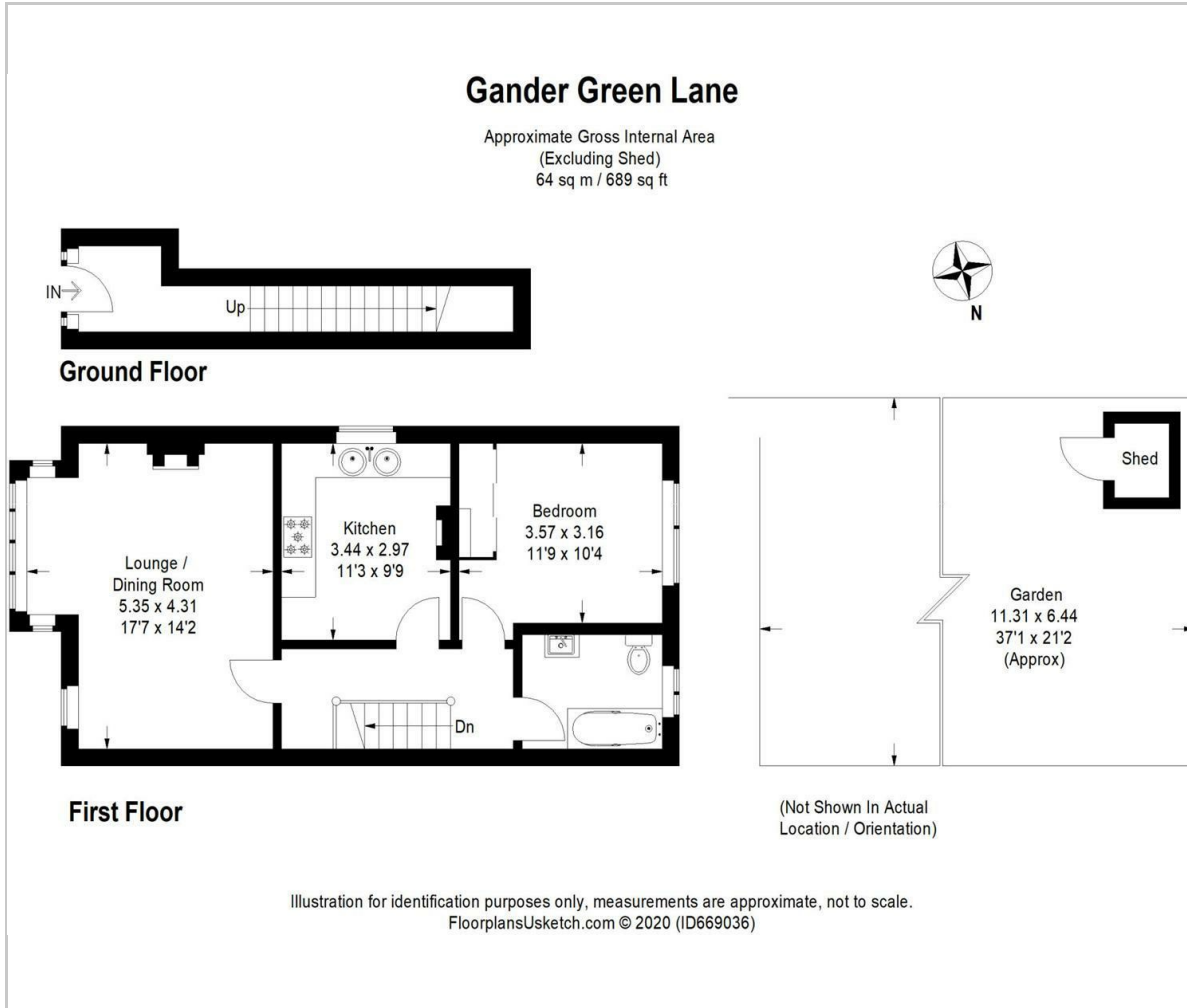 Gander Green Lane
Approximate Gross Internal Area
(Excluding Shed)
64 sq m / 689 sq ft
N
IN
Up
Ground Floor
Lounge /
Dining Room
5.35 x 4.31
17'7 x 14'2
Kitchen
3.44 x 2.97
11'3 x 9'9
Bedroom
3.57 x 3.16
11'9 x 10'4
Dn
Shed
Garden
11.31 x 6.44
37'1 x 21'2
(Approx)
First Floor
(Not Shown In Actual
Location / Orientation)
Illustration for identification purposes only, measurements are approximate, not to scale.
FloorplansUsketch.com © 2020 (ID669036)